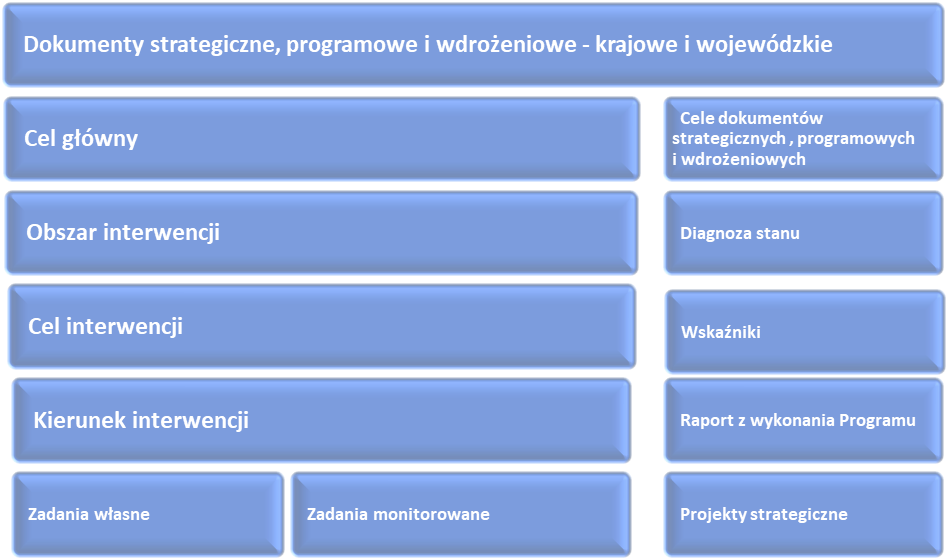 Dokumenty strategiczne, programowe i wdrożeniowe - krajowe i wojewódzkie
Cel główny
Cele dokumentów
strategicznych , programowych
i wdrożeniowych
Obszar interwencji
Diagnoza stanu
Cel interwencji
Wskaźniki
Kierunek interwencji
Raport z wykonania Programu
Zadania własne
Zadania monitorowane
Projekty strategiczne